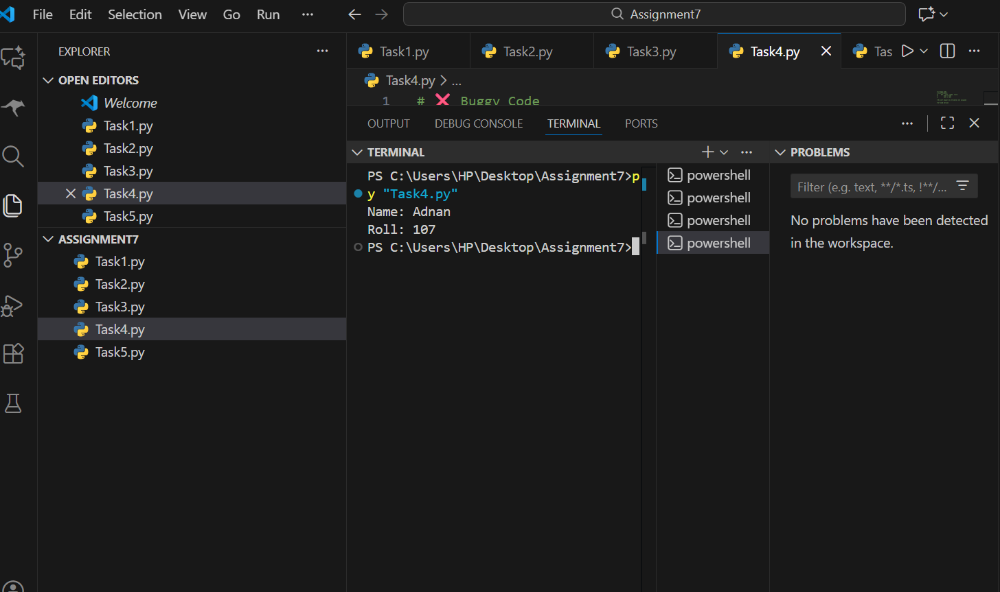 File Edit Selection View Go Run ... Assignment7
EXPLORER ...
OPEN EDITORS
Welcome
Task1.py
Task2.py
Task3.py
Task4.py
Task5.py
ASSIGNMENT7
Task1.py
Task2.py
Task3.py
Task4.py
Task5.py
Task1.py Task2.py Task3.py Task4.py Tas ...
Task4.py > ...
1 # ❌ Buggy Code
OUTPUT DEBUG CONSOLE TERMINAL PORTS ...
TERMINAL ...
PS C:\Users\HP\Desktop\Assignment7>p
y "Task4.py"
Name: Adnan
Roll: 107
PS C:\Users\HP\Desktop\Assignment7>
powershell
powershell
powershell
powershell
PROBLEMS
Filter (e.g. text, **/*.ts, !**/...
No problems have been detected
in the workspace.